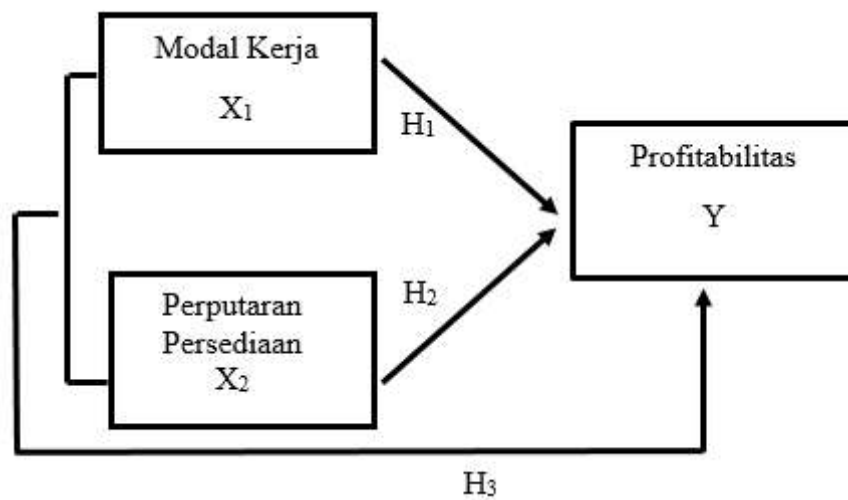 Modal Kerja
X₁
H₁
Profitabilitas
Y
Perputaran
Persediaan
X₂
H₂
H₃